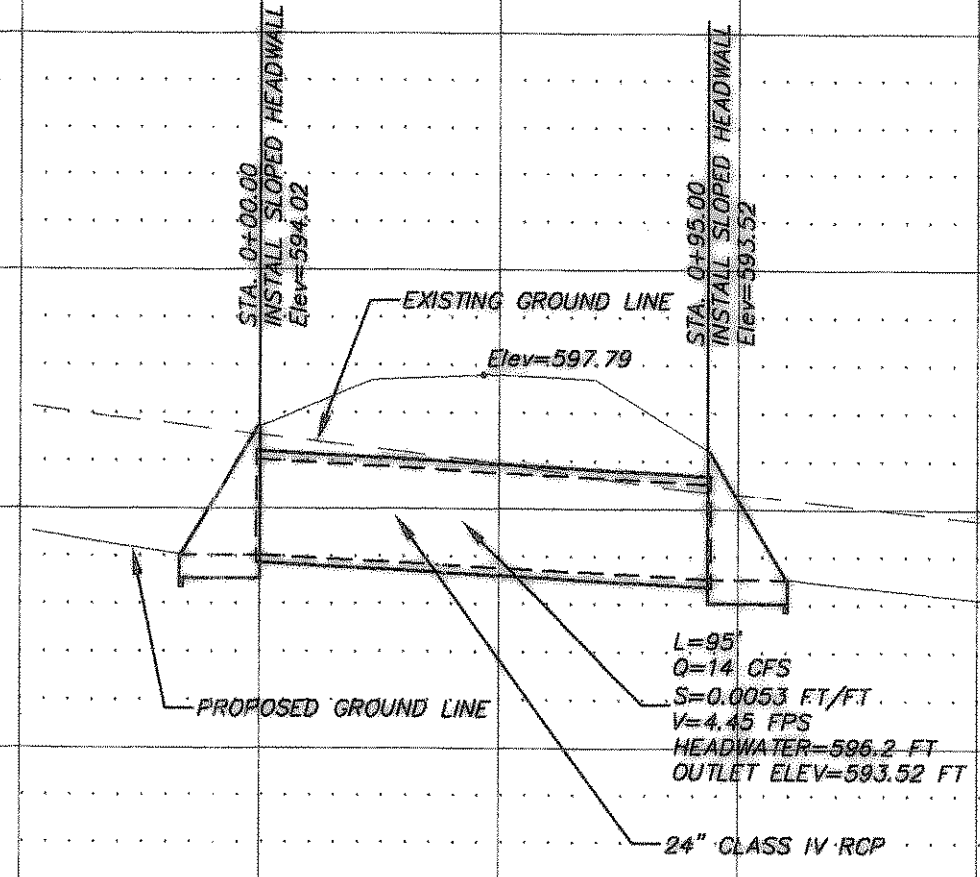 STA. 0+00.00
INSTALL SLOPED HEADWALL
Elev=594.02
STA. 0+95.00
INSTALL SLOPED HEADWALL
Elev=593.52
EXISTING GROUND LINE
Elev=597.79
L=95'
Q=14 CFS
S=0.0053 FT/FT
V=4.45 FPS
HEADWATER=596.2 FT
OUTLET ELEV=593.52 FT
PROPOSED GROUND LINE
24" CLASS IV RCP